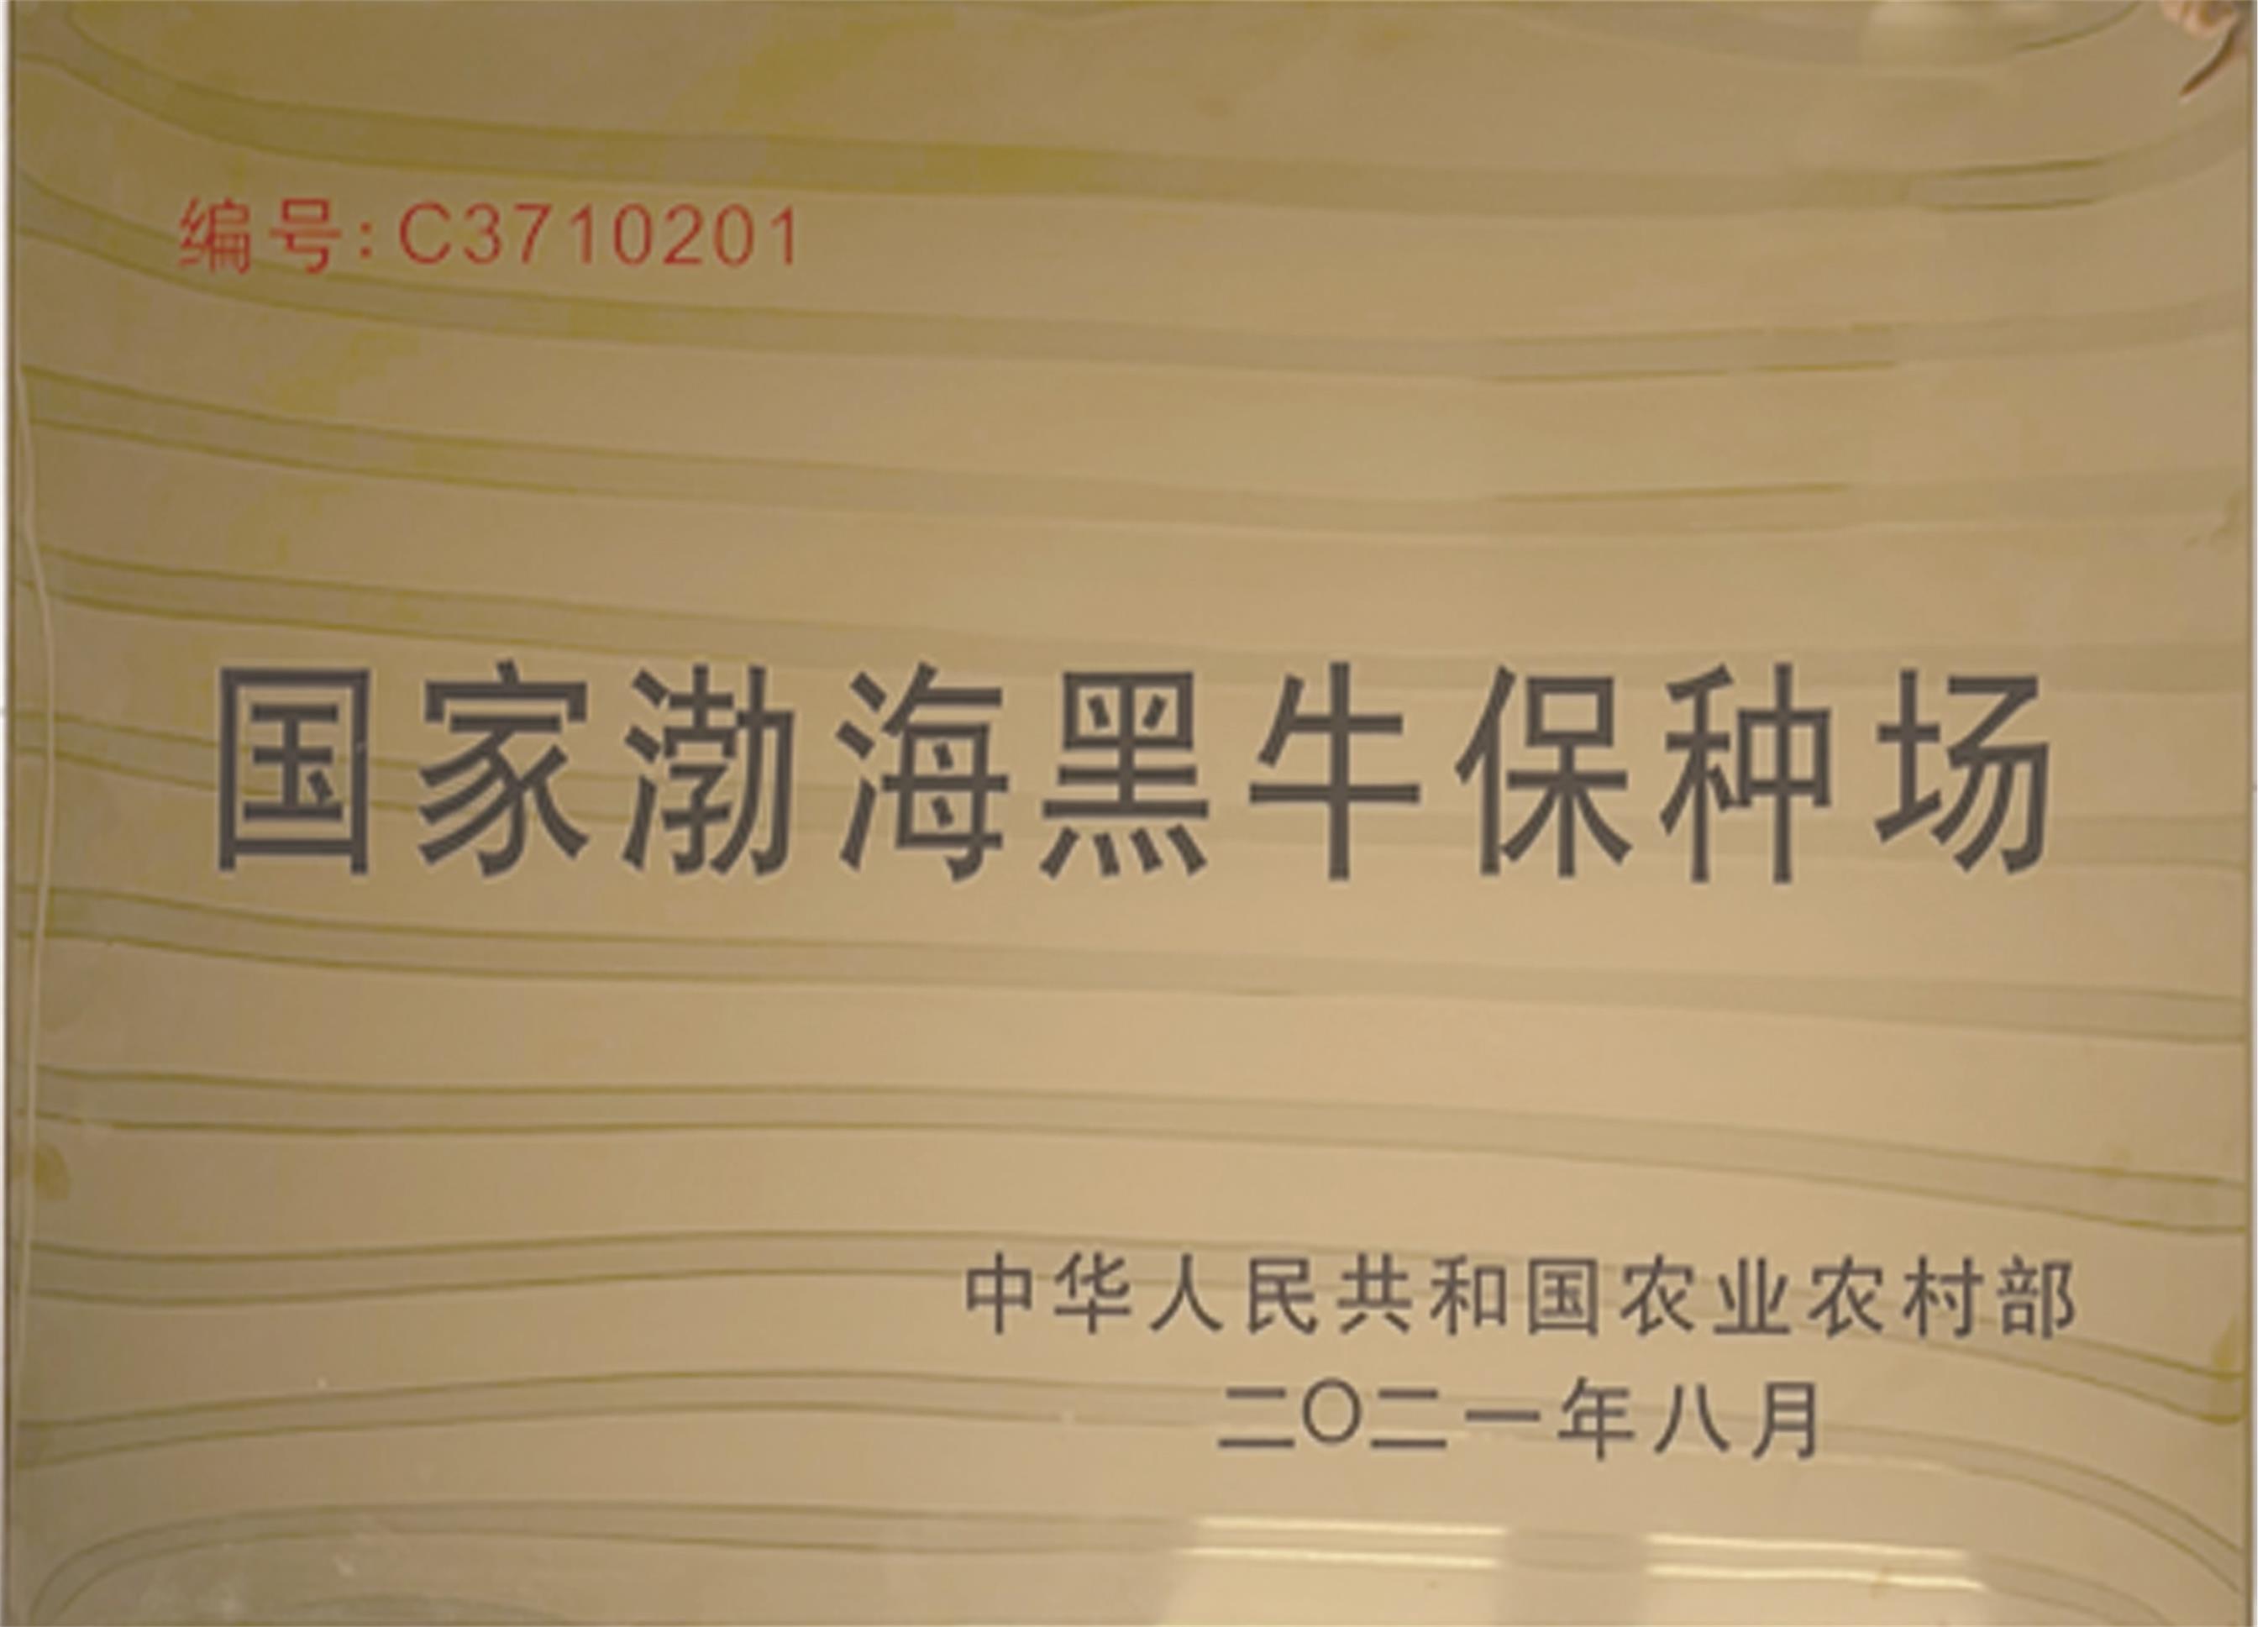 编号:C3710201
国家渤海黑牛保种场
中华人民共和国农业农村部
二〇二一年八月